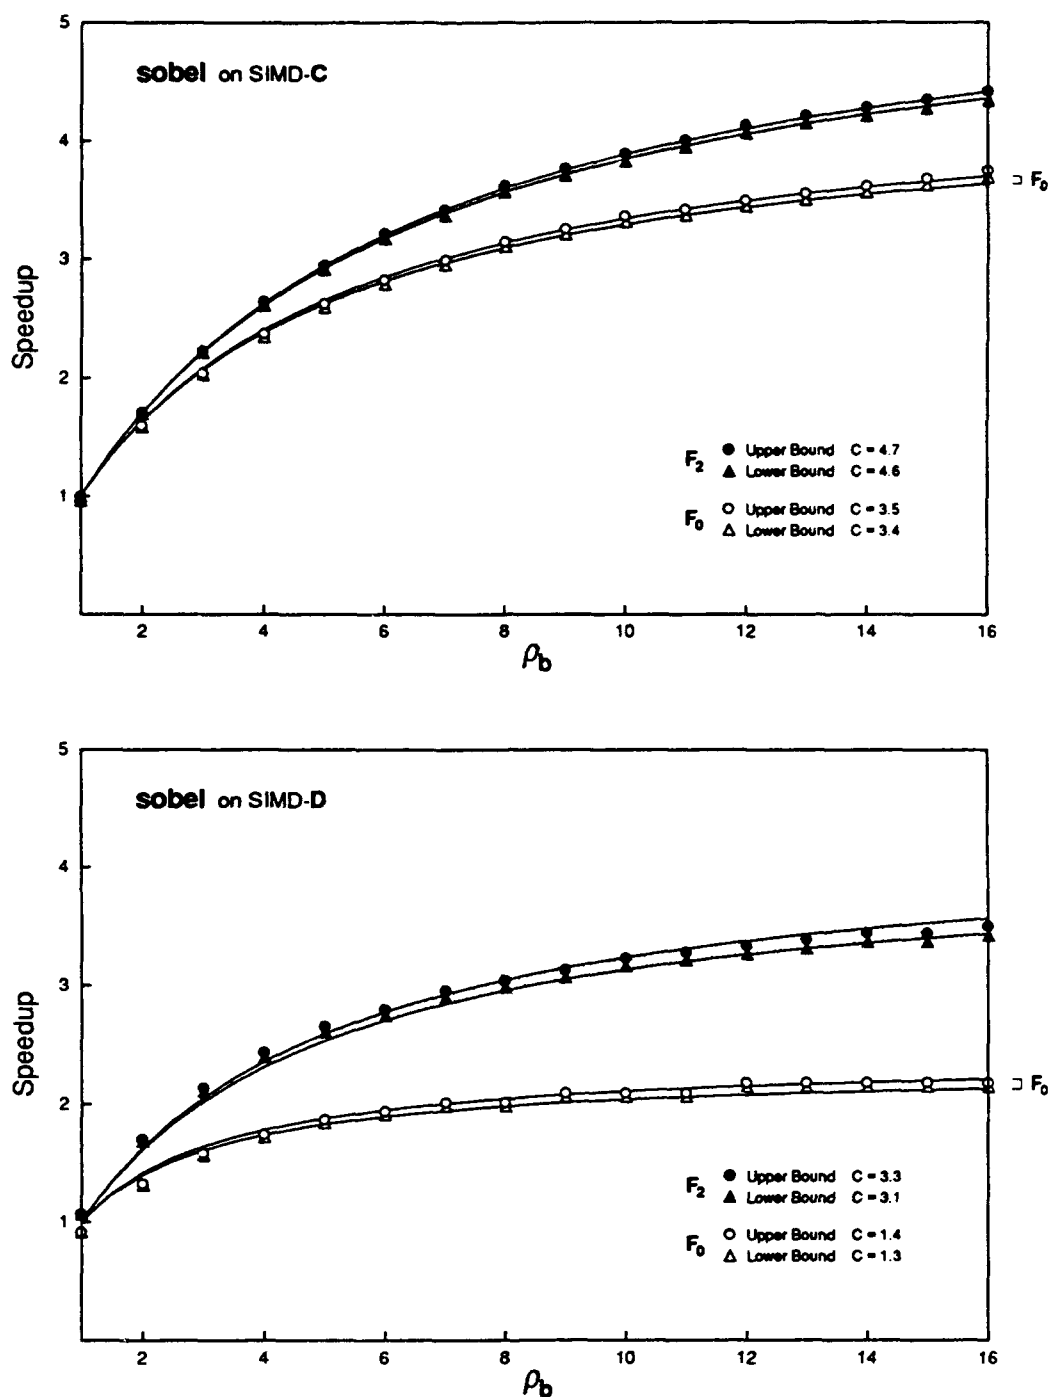 5
sobel on SIMD-C
4
F₀
3
Speedup
2
F₂ ● Upper Bound C = 4.7
▲ Lower Bound C = 4.6
1
F₀ ○ Upper Bound C = 3.5
△ Lower Bound C = 3.4
2 4 6 8 10 12 14 16
ρb
5
sobel on SIMD-D
4
3
Speedup
F₀
2
F₂ ● Upper Bound C = 3.3
▲ Lower Bound C = 3.1
1
F₀ ○ Upper Bound C = 1.4
△ Lower Bound C = 1.3
2 4 6 8 10 12 14 16
ρb